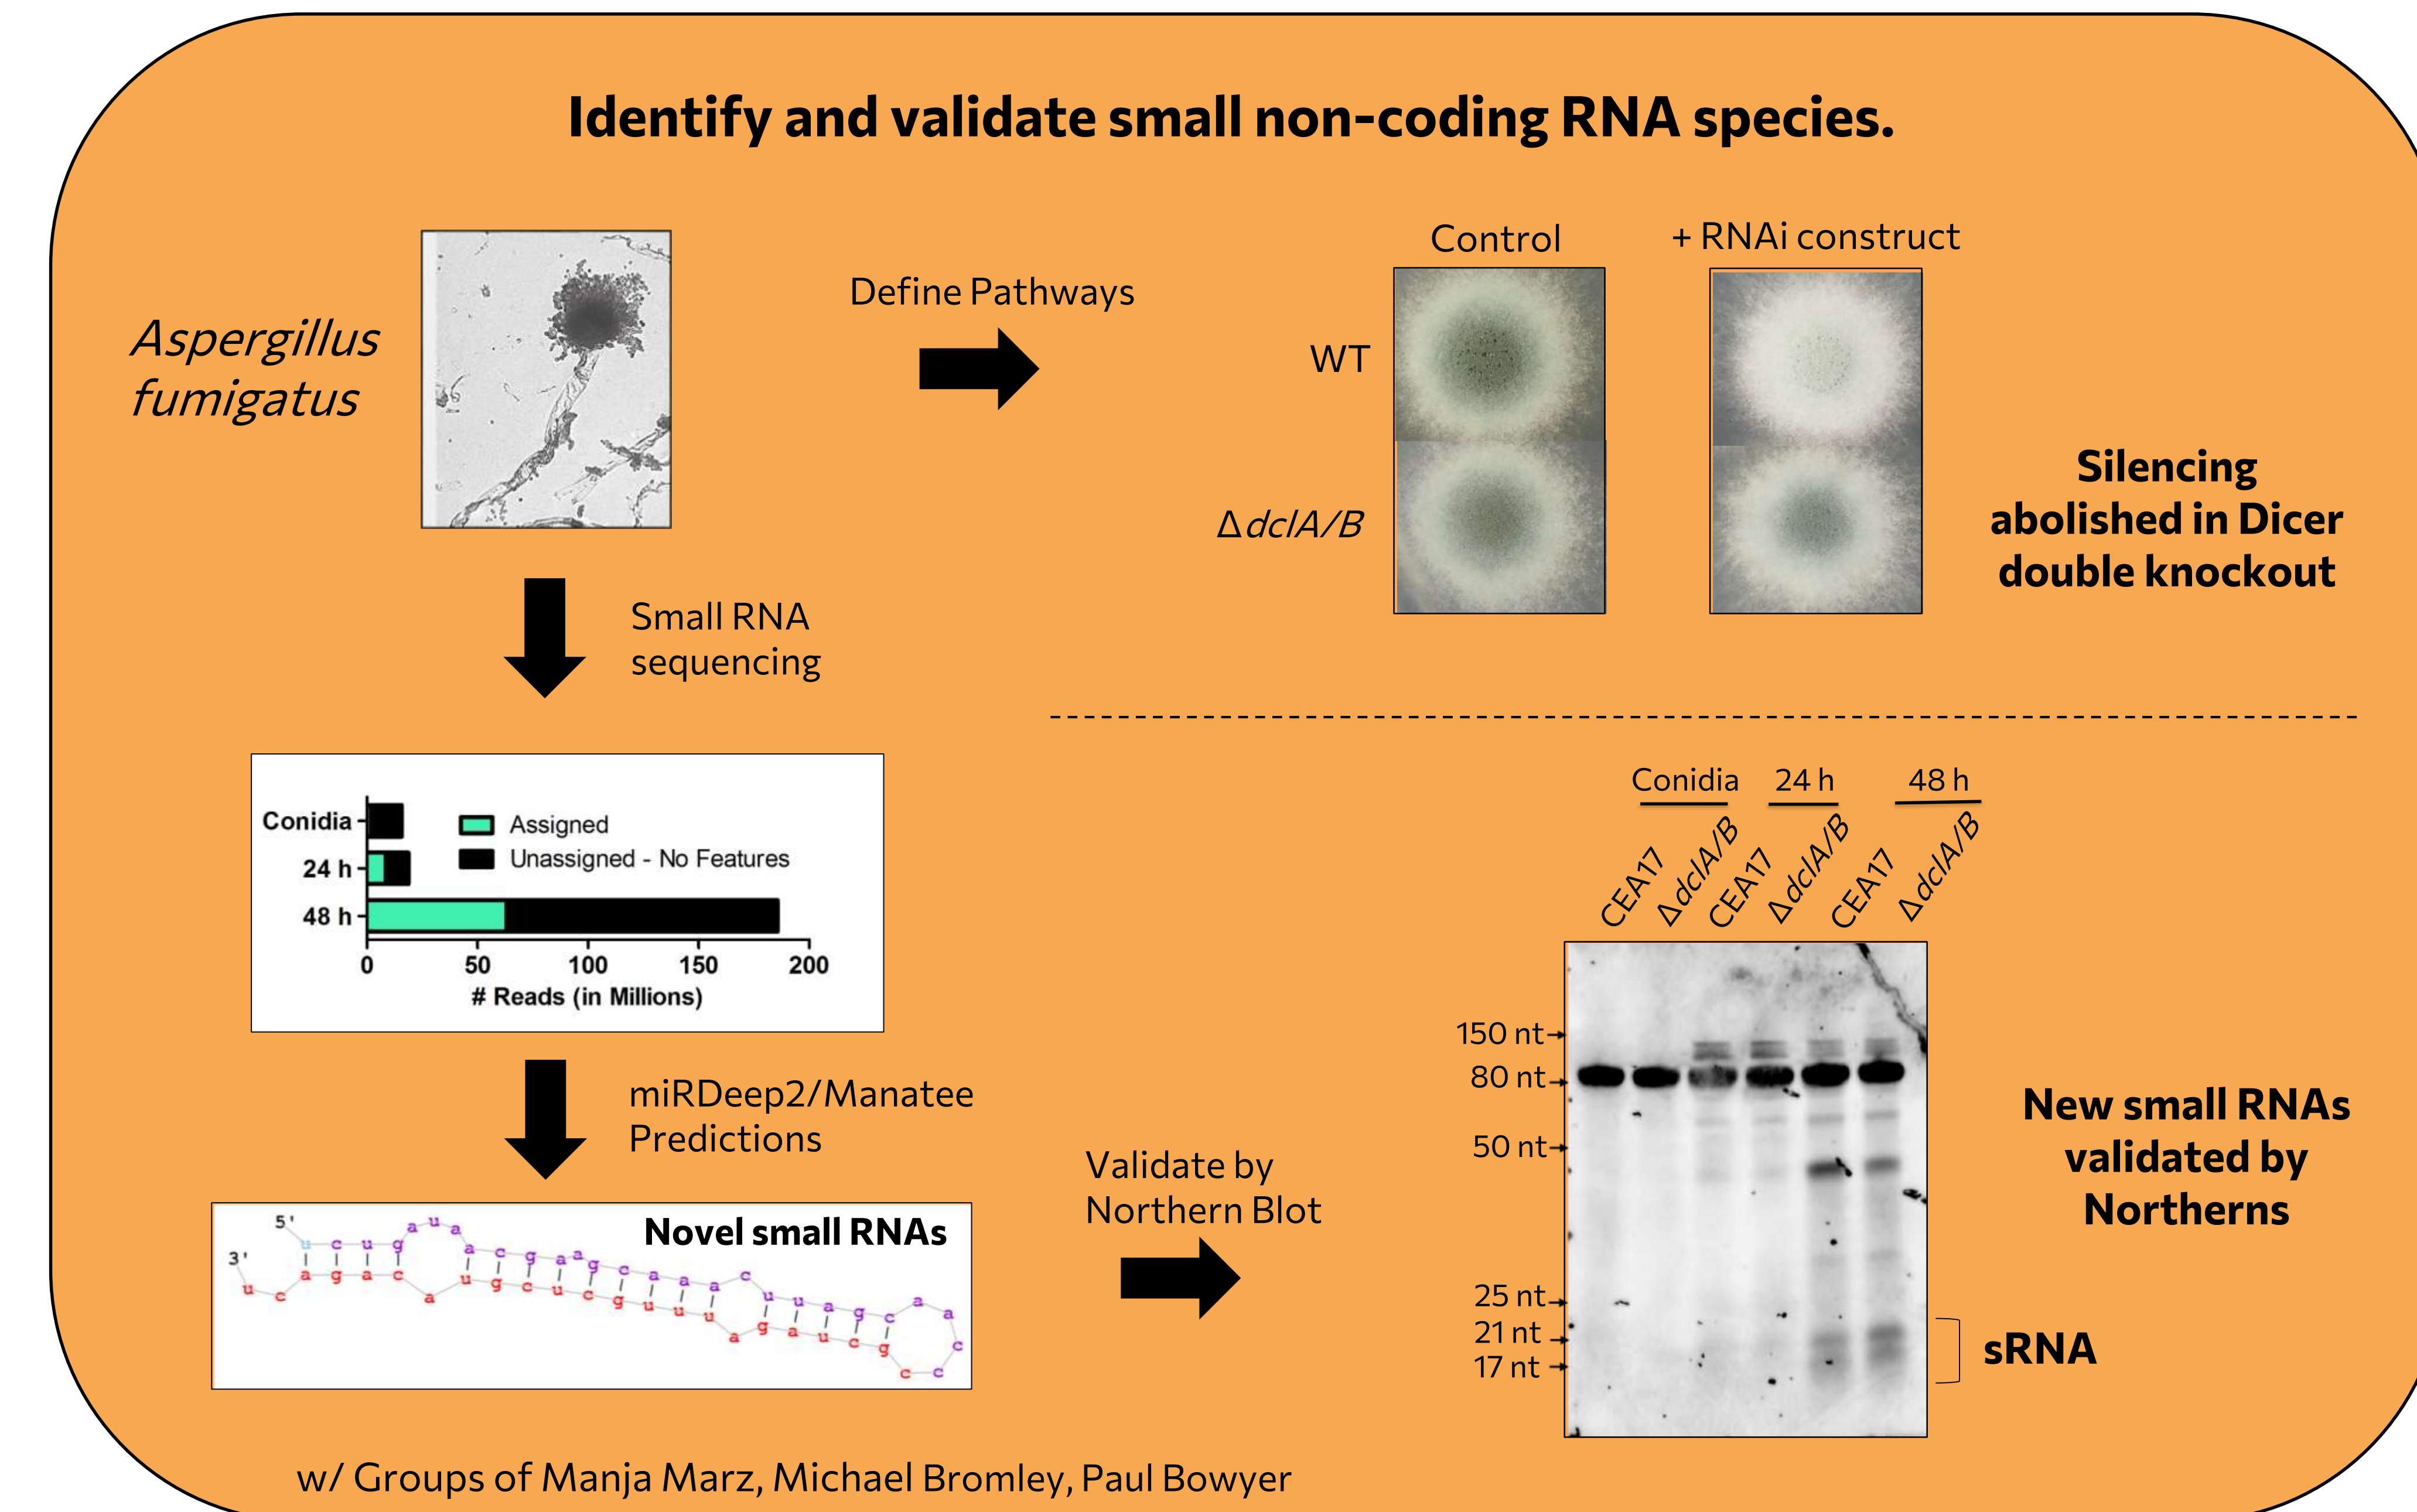 Identify and validate small non-coding RNA species.
Aspergillus
fumigatus
Define Pathways
Control
+ RNAi construct
WT
ΔdclA/B
Silencing
abolished in Dicer
double knockout
Small RNA
sequencing
Conidia
24 h
48 h
Assigned
Unassigned - No Features
0 50 100 150 200
# Reads (in Millions)
miRDeep2/Manatee
Predictions
Novel small RNAs
5'
3'
u c u g a u a a c g a a g c a a a c u u a g c a a c
u c a g a c a u g c u c g u u u a g a u c g c c
Validate by
Northern Blot
Conidia 24 h 48 h
CEA17 ΔdclA/B CEA17 ΔdclA/B CEA17 ΔdclA/B
150 nt
80 nt
50 nt
25 nt
21 nt
17 nt
sRNA
New small RNAs
validated by
Northerns
w/ Groups of Manja Marz, Michael Bromley, Paul Bowyer